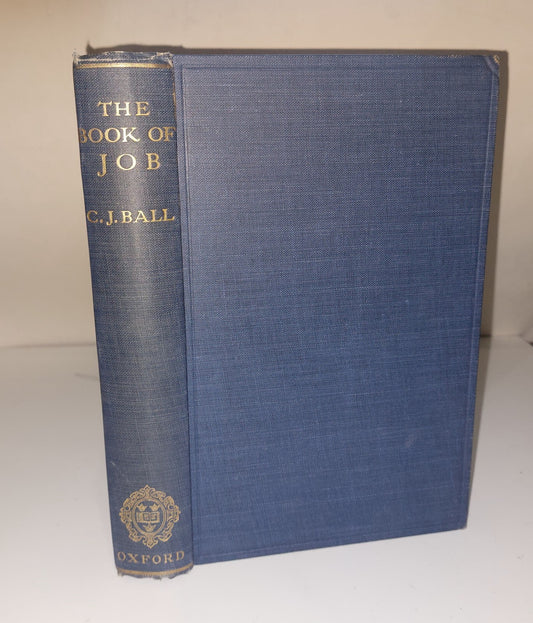 THE
BOOK OF
JOB
C. J. BALL
OXFORD